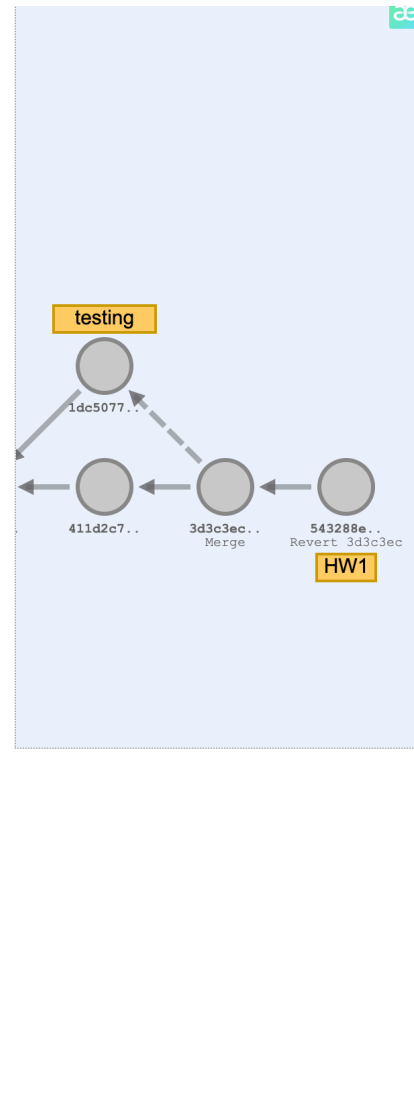 æ
testing
1dc5077..
.
411d2c7..
3d3c3ec..
Merge
543288e..
Revert 3d3c3ec
HW1